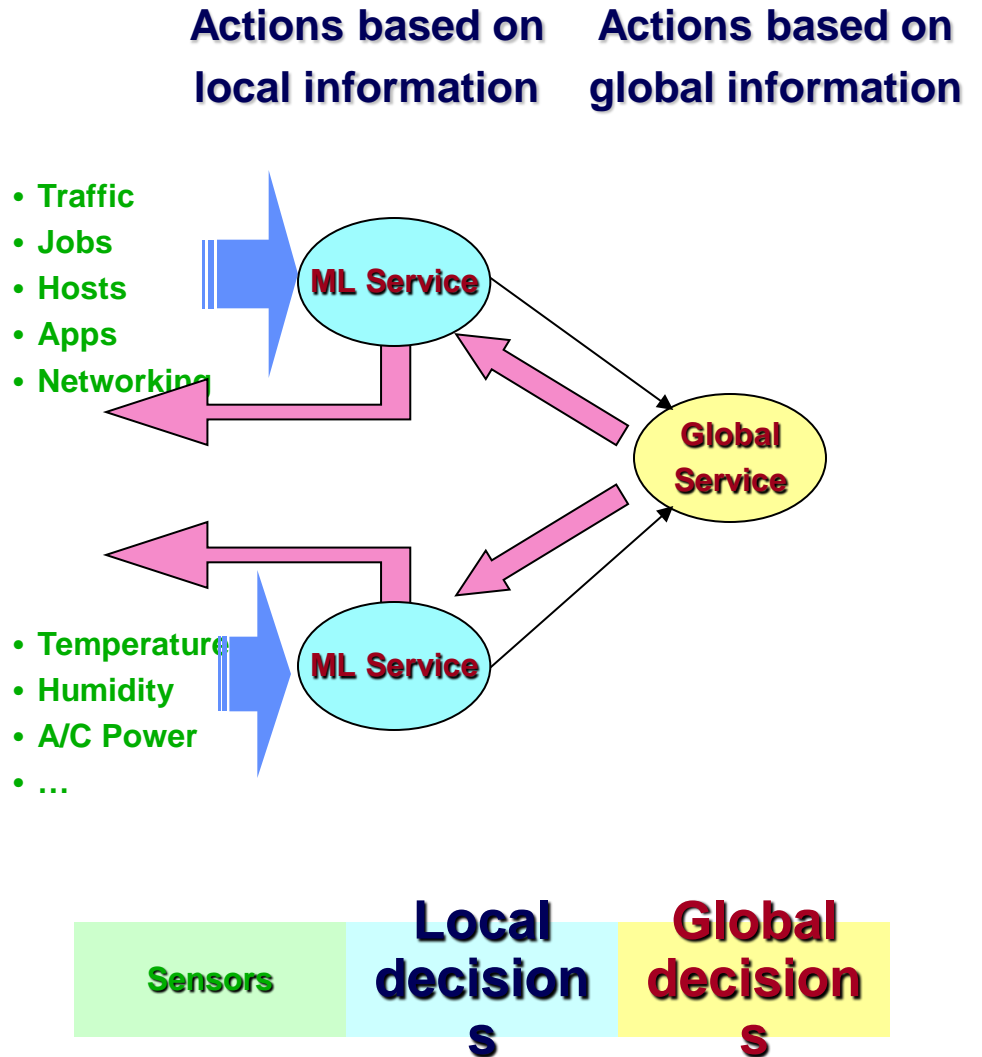 Actions based on
local information
Actions based on
global information
• Traffic
• Jobs
• Hosts
• Apps
• Networking
ML Service
Global
Service
• Temperature
• Humidity
• A/C Power
• …
ML Service
Sensors
Local
decision
s
Global
decision
s